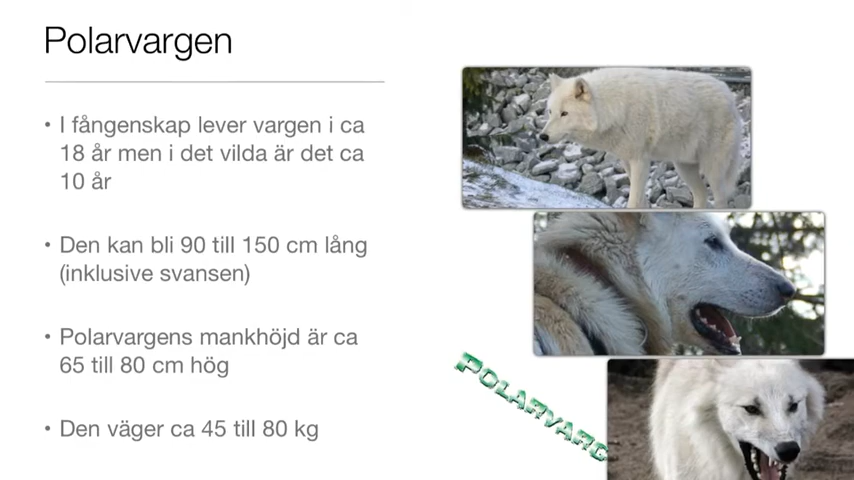 Polarvargen
• I fångenskap lever vargen i ca
18 år men i det vilda är det ca
10 år
• Den kan bli 90 till 150 cm lång
(inklusive svansen)
• Polarvargens mankhöjd är ca
65 till 80 cm hög
• Den väger ca 45 till 80 kg
POLARVARG